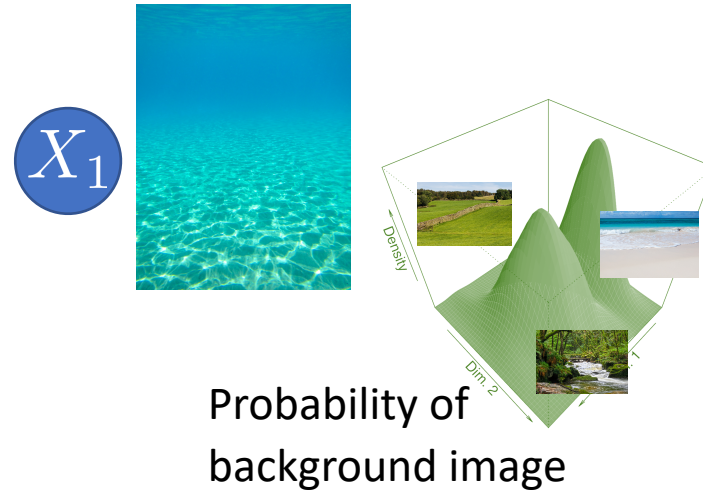 X1
Density
Dim. 2
. 1
Probability of
background image